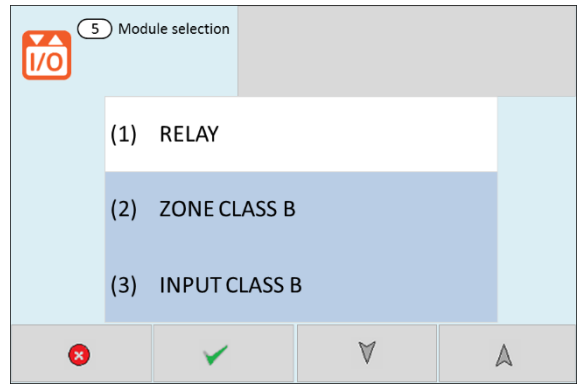 5 Module selection
I/O
(1) RELAY
(2) ZONE CLASS B
(3) INPUT CLASS B